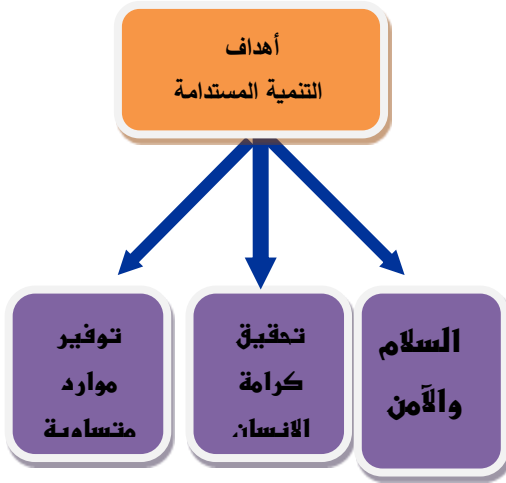 أهداف
التنمية المستدامة
السلام
والآمن
تحقيق
كرامة
الانسان
توفير
موارد
متساوية